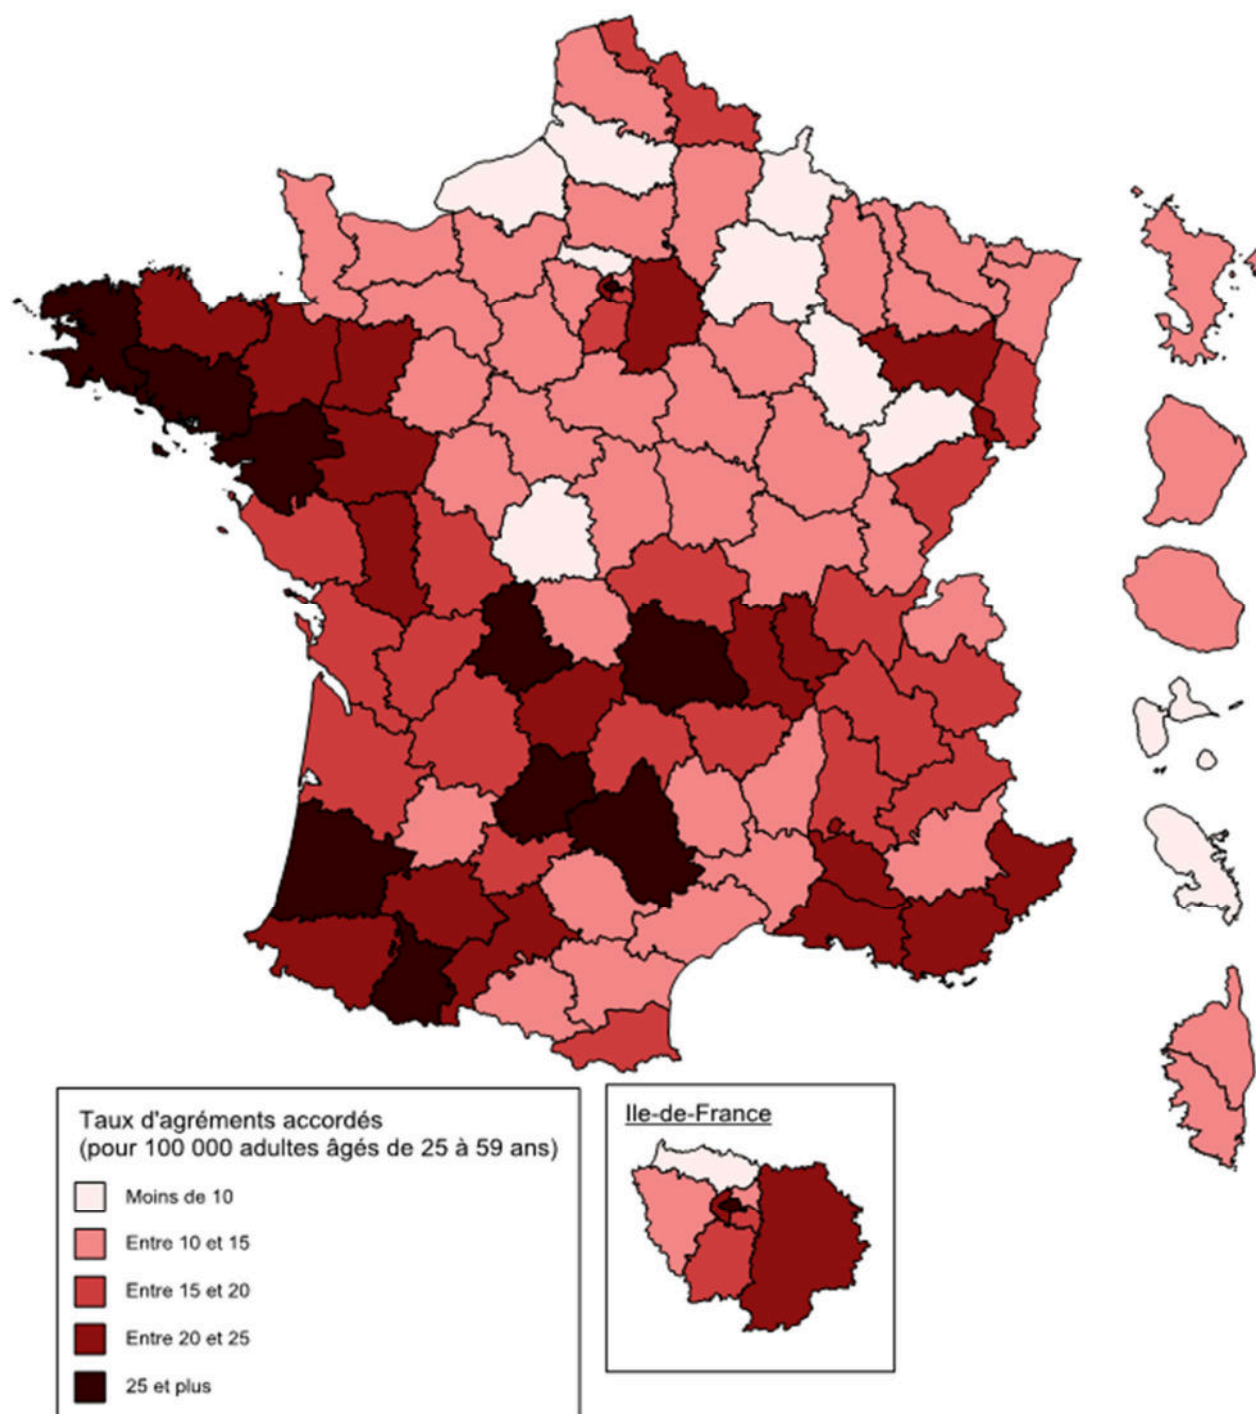 Taux d'agréments accordés
(pour 100 000 adultes âgés de 25 à 59 ans)
Moins de 10
Entre 10 et 15
Entre 15 et 20
Entre 20 et 25
25 et plus
Ile-de-France